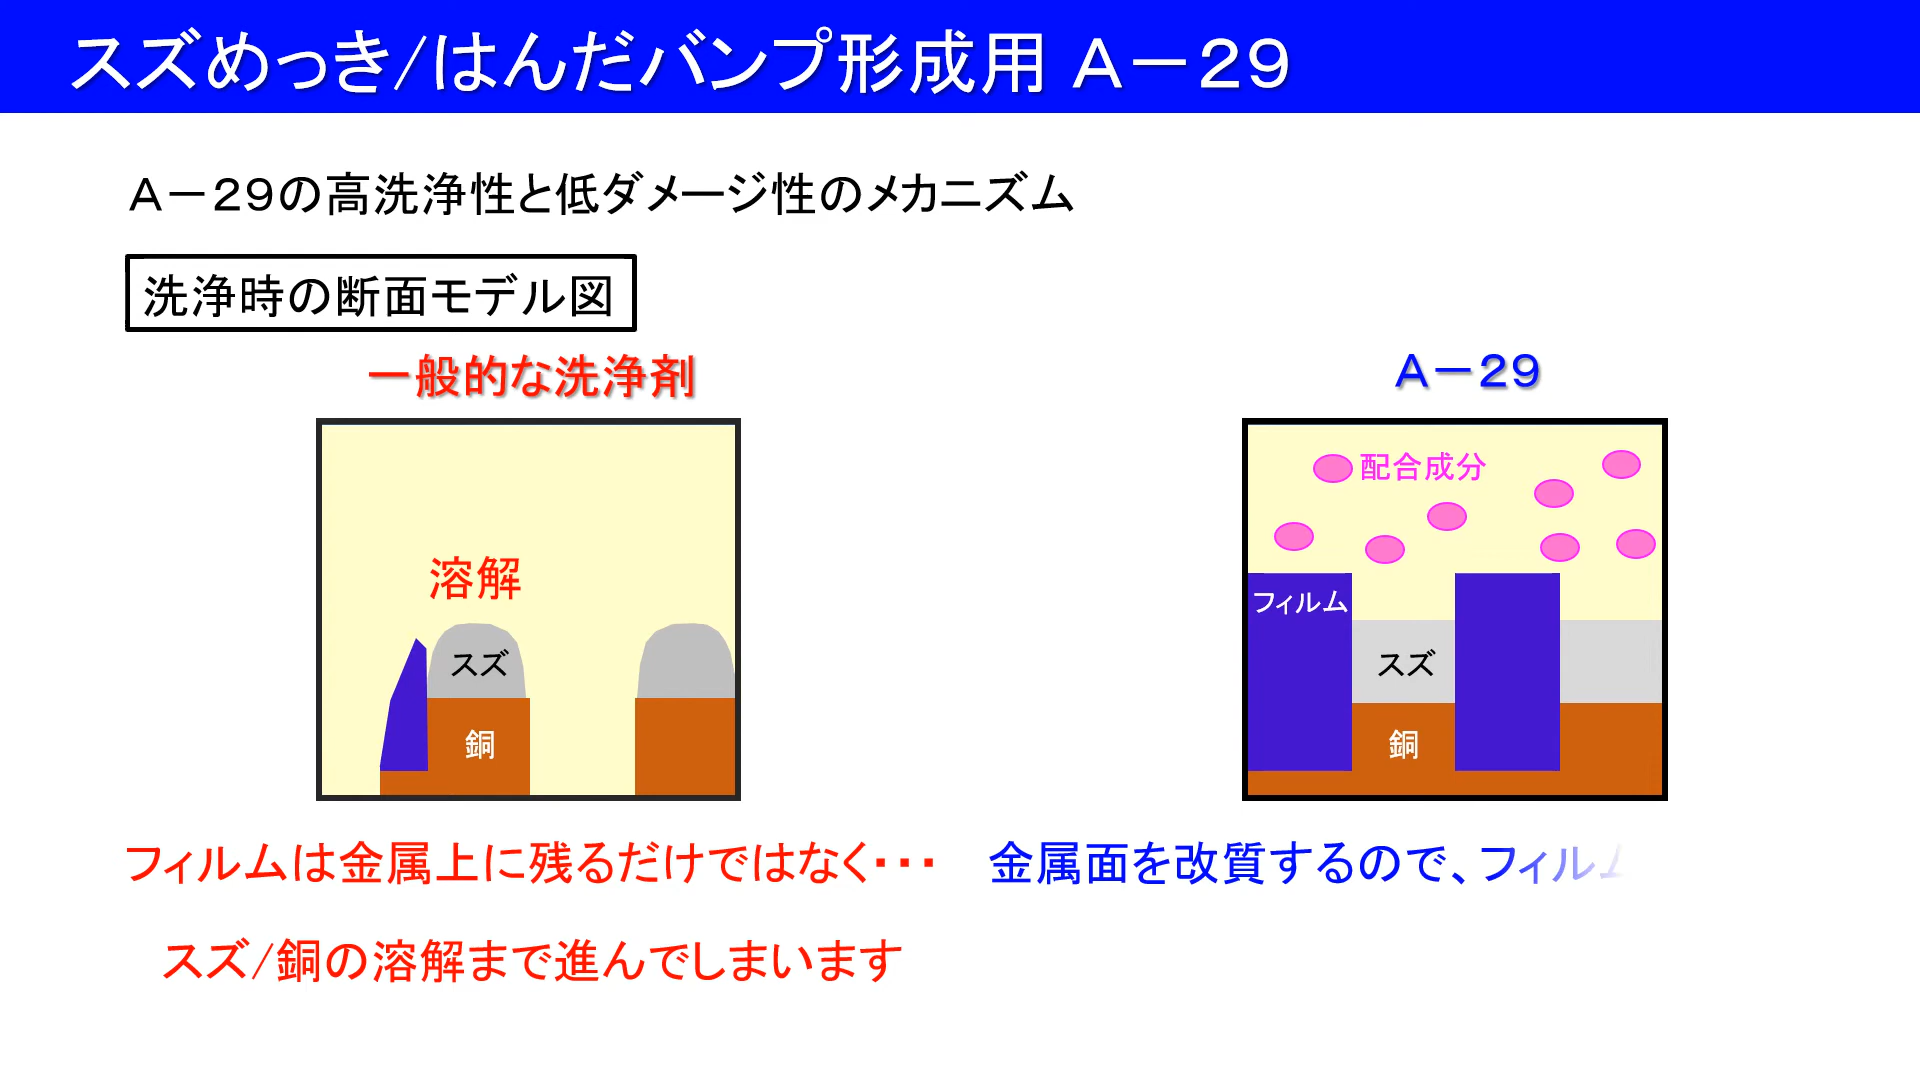 スズめっき/はんだバンプ形成用 A－29
A－29の高洗浄性と低ダメージ性のメカニズム
洗浄時の断面モデル図
一般的な洗浄剤
溶解
スズ
銅
フィルムは金属上に残るだけではなく・・・
スズ/銅の溶解まで進んでしまいます
A－29
配合成分
フィルム
スズ
銅
金属面を改質するので、フィルム